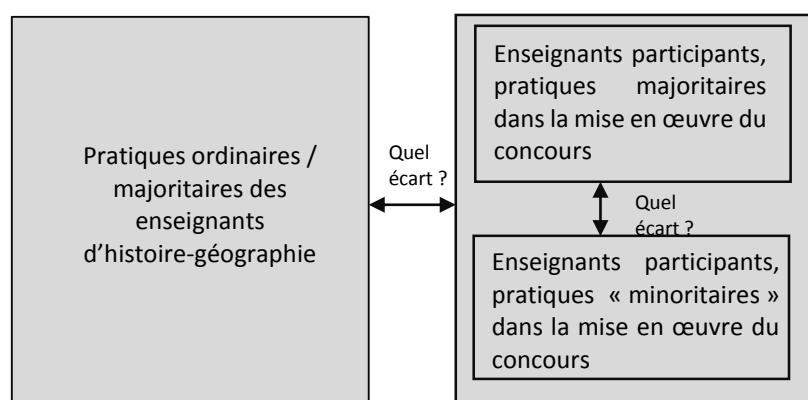 Pratiques ordinaires /
majoritaires des
enseignants
d’histoire-géographie
Quel
écart ?
Enseignants participants,
pratiques majoritaires
dans la mise en œuvre du
concours
Quel
écart ?
Enseignants participants,
pratiques « minoritaires »
dans la mise en œuvre du
concours